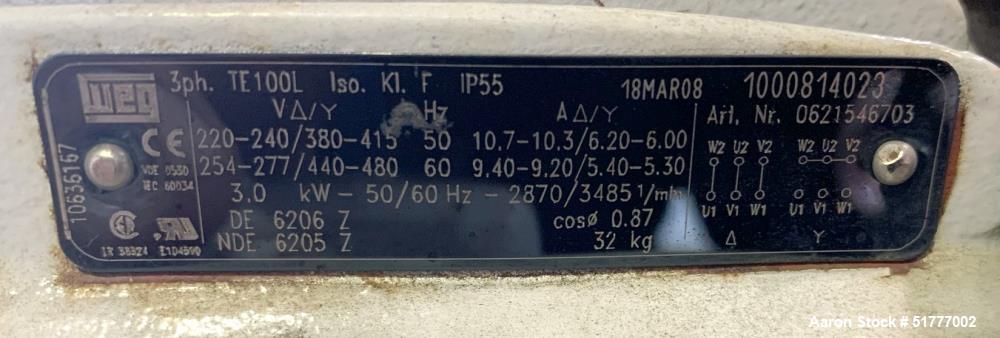 weg 3ph. TE100L Iso. Kl. F IP55 18MAR08 1000814023
V Δ/Y Hz A Δ/Y Art. Nr. 0621546703
220-240/380-415 50 10.7-10.3/6.20-6.00
254-277/440-480 60 9.40-9.20/5.40-5.30
3.0 kW - 50/60 Hz - 2870/3485 1/min
DE 6206 Z cosø 0.87
NDE 6205 Z 32 kg
W2 U2 V2 W2 U2 V2
U1 V1 W1 U1 V1 W1
Δ Y
CE
VDE 0530
IEC 60034
10636167
LR 38324 E104590
Aaron Stock # 51777002